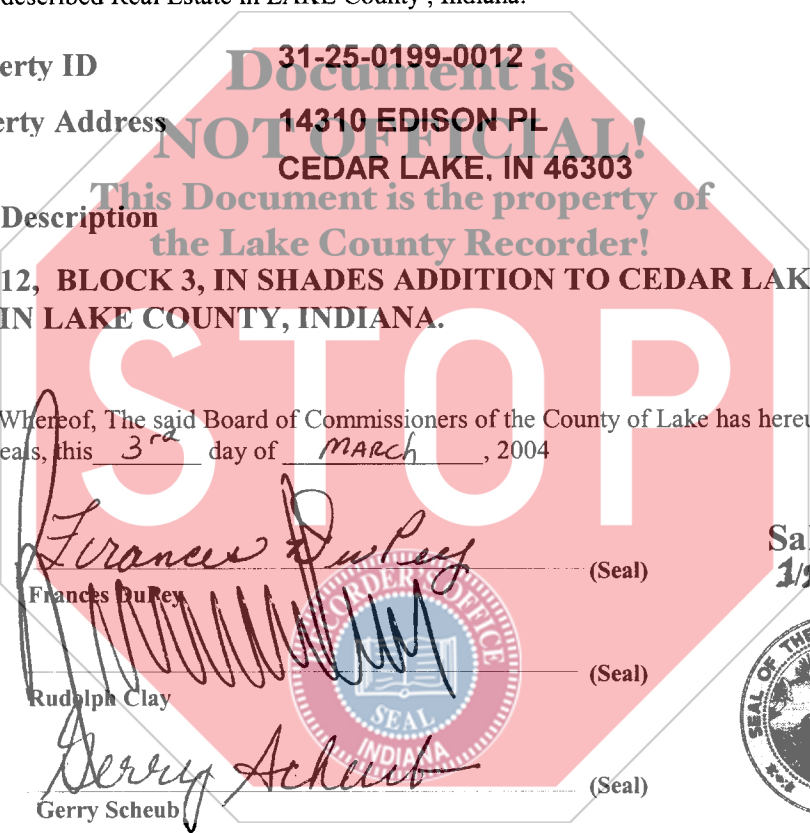 described Real Estate in LAKE County , Indiana.
erty ID 31-25-0199-0012
Document is
erty Address 14310 EDISON PL
NOT OFFICIAL!
CEDAR LAKE, IN 46303
This Document is the property of
Description
the Lake County Recorder!
12, BLOCK 3, IN SHADES ADDITION TO CEDAR LAK
IN LAKE COUNTY, INDIANA.
STOP
Whereof, The said Board of Commissioners of the County of Lake has hereu
eals, this 3rd day of MARCH, 2004
Frances DuPey (Seal)
Frances DuPey
Sal
RECORDER'S OFFICE
(Seal)
Rudolph Clay
SEAL
INDIANA
SEAL OF THE
Gerry Scheub (Seal)
Gerry Scheub